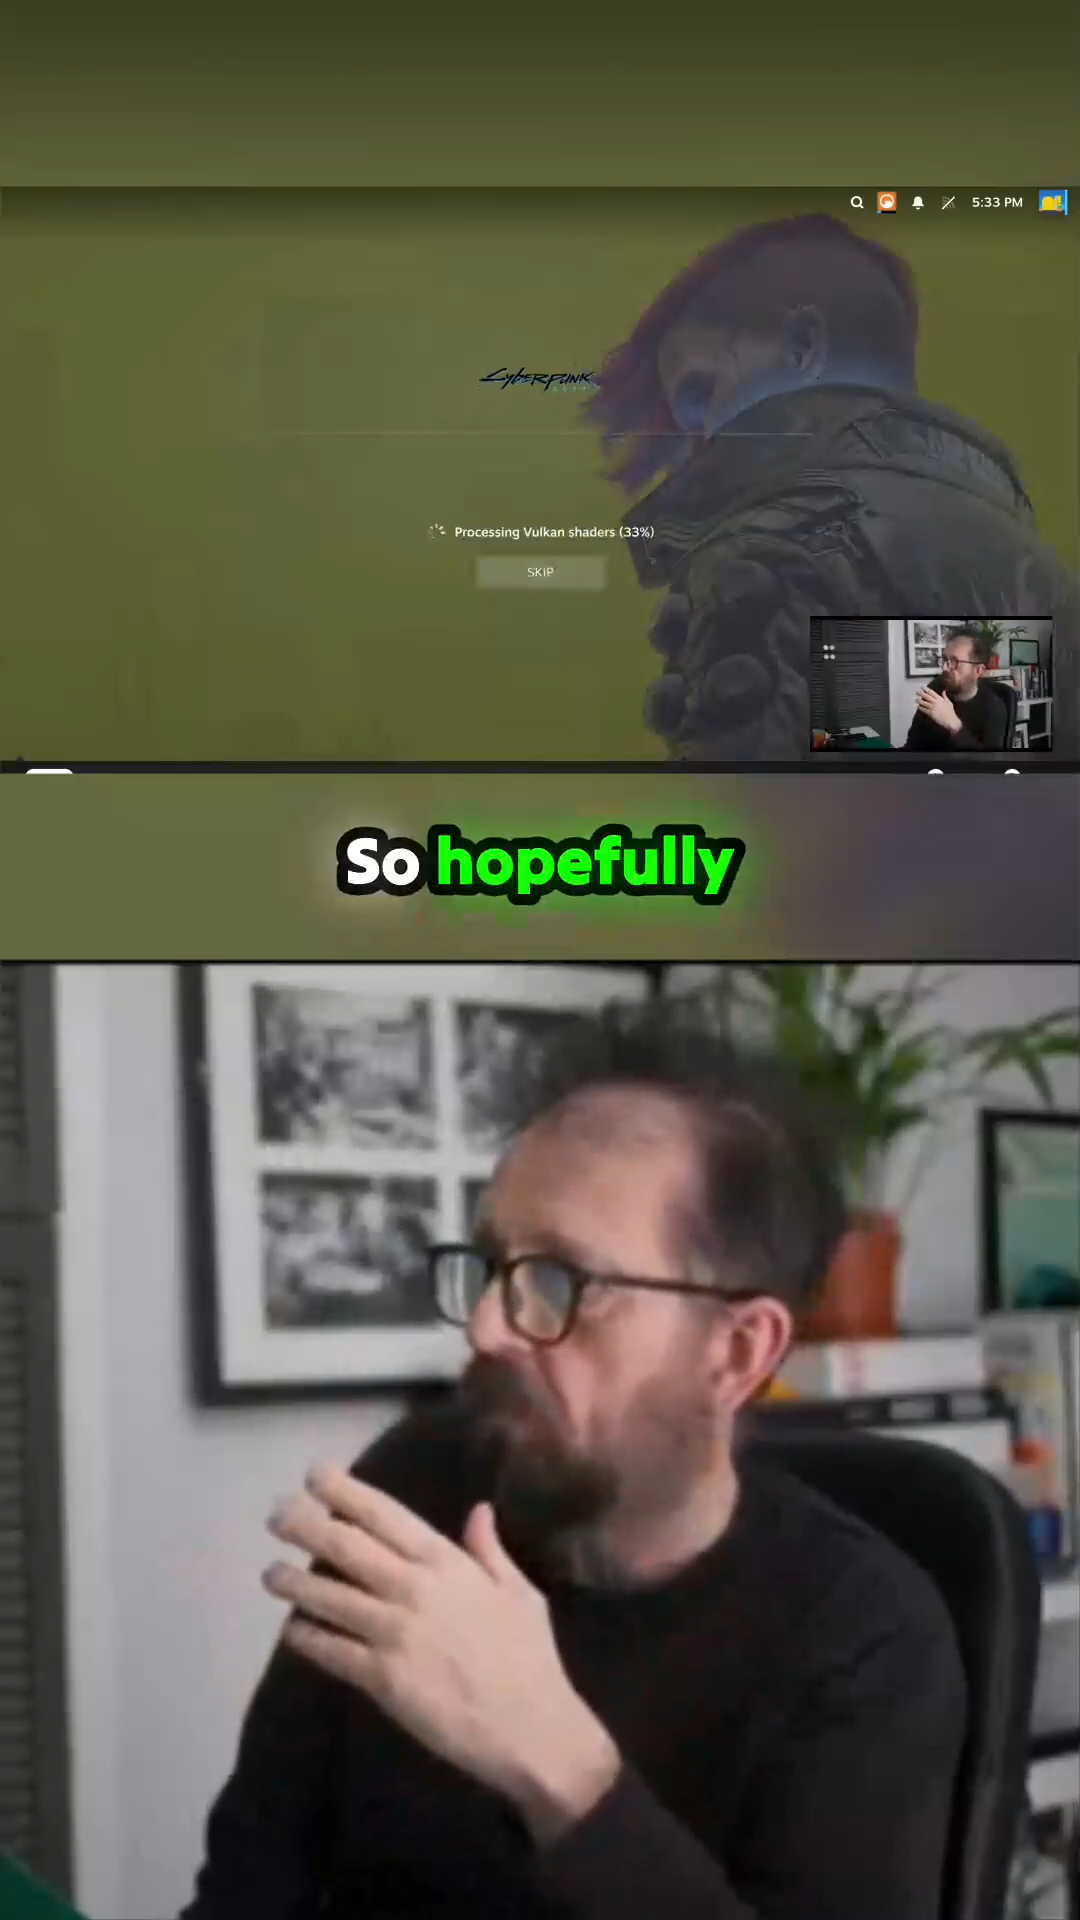 5:33 PM
CYBERPUNK
Processing Vulkan shaders (33%)
SKIP
So hopefully